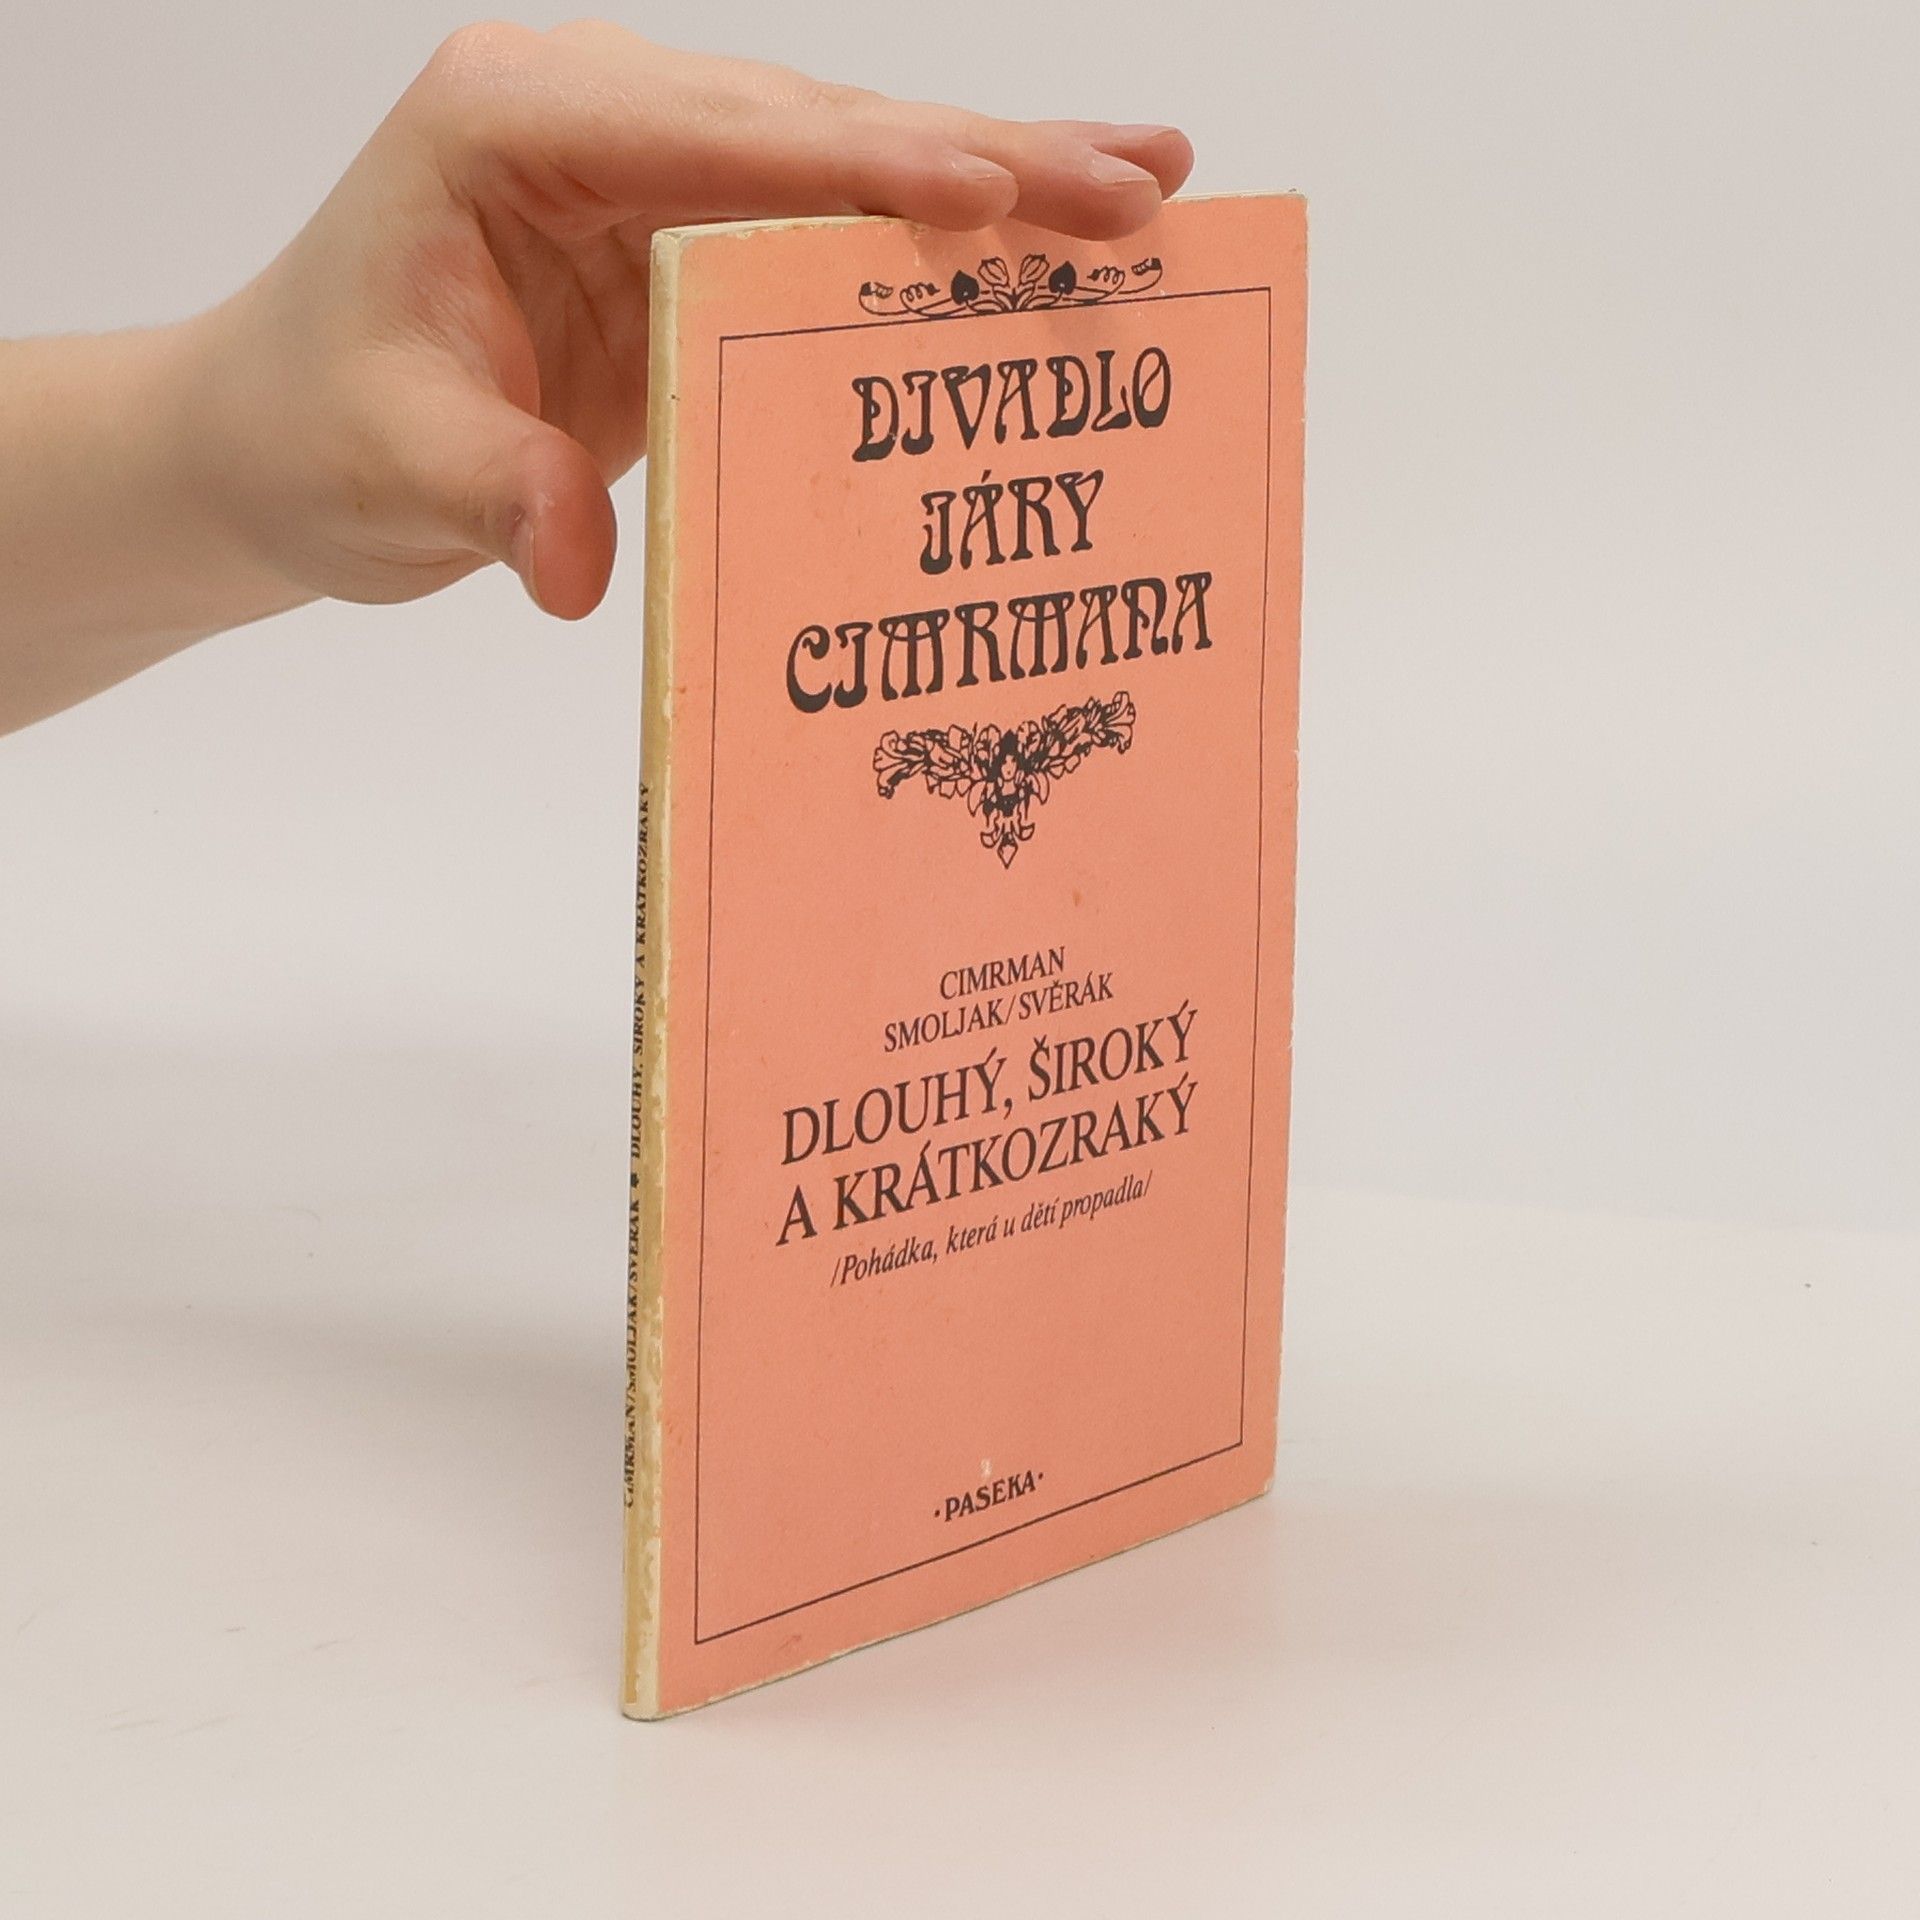 DIVADLO
JÁRY
CIMRMANA
CIMRMAN
SMOLJAK/SVĚRÁK
DLOUHÝ, ŠIROKÝ
A KRÁTKOZRAKÝ
/Pohádka, která u dětí propadla/
·PASEKA·
CIMRMAN/SMOLJAK/SVĚRÁK * DLOUHÝ, ŠIROKÝ A KRÁTKOZRAKÝ